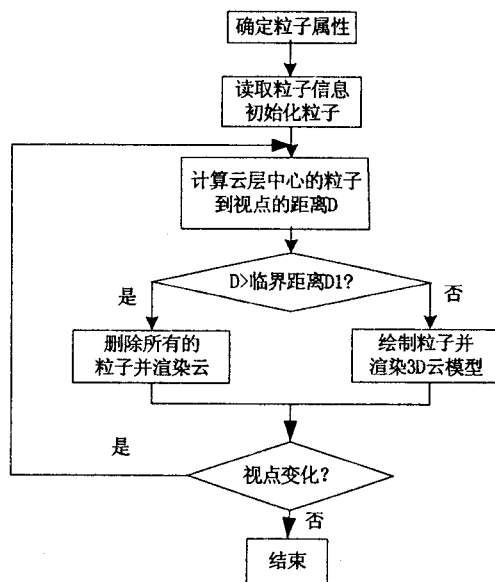 确定粒子属性
读取粒子信息
初始化粒子
计算云层中心的粒子
到视点的距离D
D>临界距离D1?
是
否
删除所有的
粒子并渲染云
绘制粒子并
渲染3D云模型
是
视点变化?
否
结束